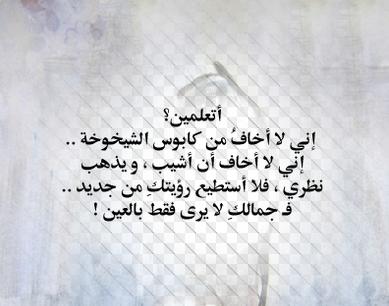 أتعلمين؟
إني لا أخافُ من كابوس الشيخوخة ..
إني لا أخاف أن أشيب ، و يذهب
نظري ، فلا أستطيع رؤيتكِ من جديد ..
فـ جمالكِ لا يرى فقط بالعين !